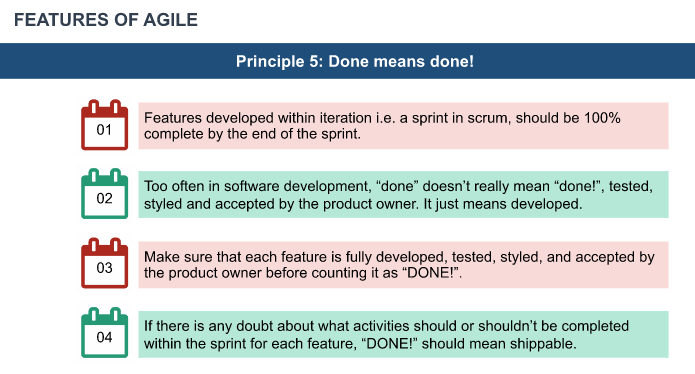 FEATURES OF AGILE
Principle 5: Done means done!
01
Features developed within iteration i.e. a sprint in scrum, should be 100%
complete by the end of the sprint.
02
Too often in software development, “done” doesn’t really mean “done!”, tested,
styled and accepted by the product owner. It just means developed.
03
Make sure that each feature is fully developed, tested, styled, and accepted by
the product owner before counting it as “DONE!”.
04
If there is any doubt about what activities should or shouldn’t be completed
within the sprint for each feature, “DONE!” should mean shippable.